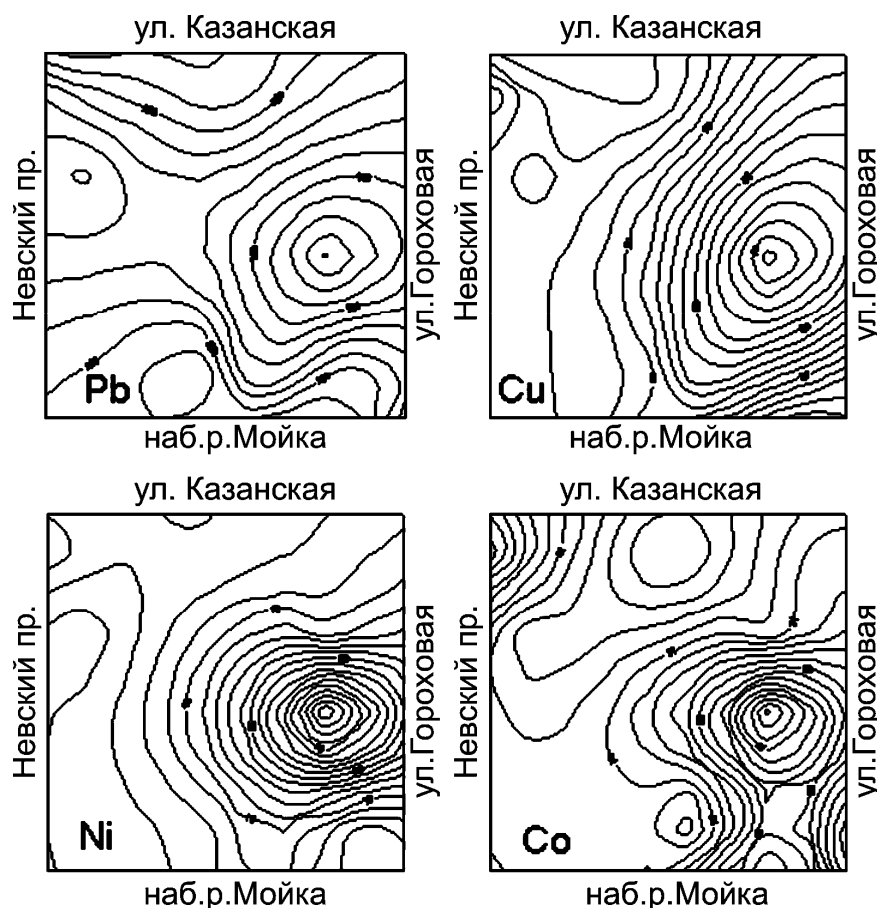 ул. Казанская
ул. Казанская
Невский пр.
Pb
ул.Гороховая
Невский пр.
Cu
ул.Гороховая
наб.р.Мойка
наб.р.Мойка
ул. Казанская
ул. Казанская
Невский пр.
Ni
ул.Гороховая
Невский пр.
Co
ул.Гороховая
наб.р.Мойка
наб.р.Мойка